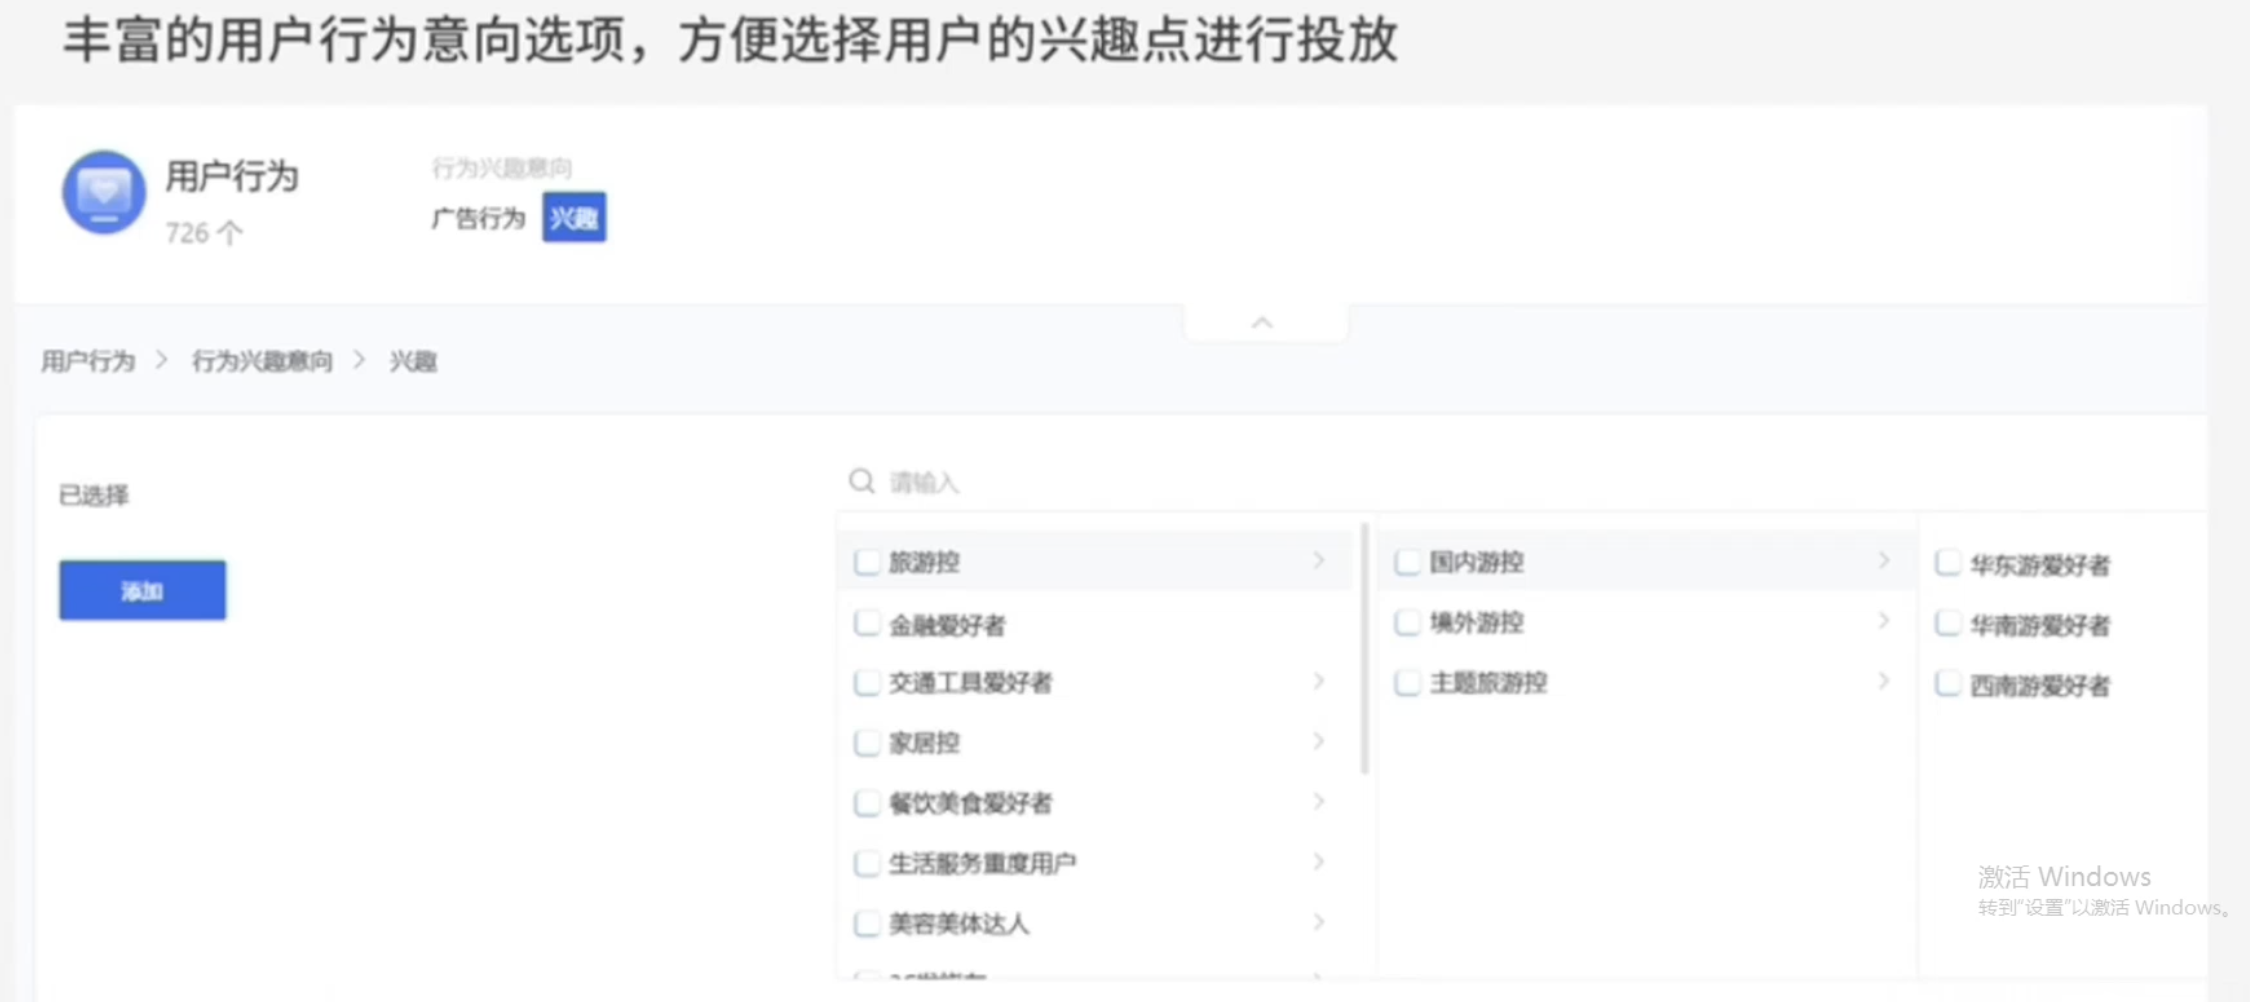 丰富的用户行为意向选项，方便选择用户的兴趣点进行投放
用户行为
726 个
行为兴趣意向
广告行为 兴趣
用户行为 > 行为兴趣意向 > 兴趣
已选择
添加
请输入
旅游控
金融爱好者
交通工具爱好者
家居控
餐饮美食爱好者
生活服务重度用户
美容美体达人
国内游控
境外游控
主题旅游控
华东游爱好者
华南游爱好者
西南游爱好者
激活 Windows
转到“设置”以激活 Windows。